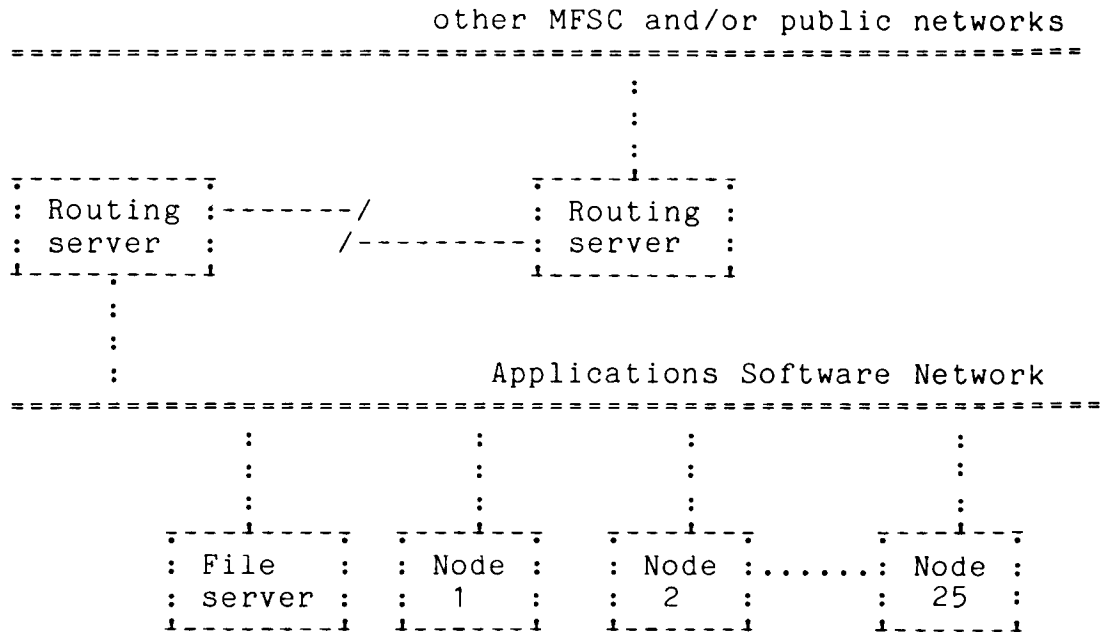 other MFSC and/or public networks
Routing server
Routing server
Applications Software Network
File server
Node 1
Node 2
Node 25